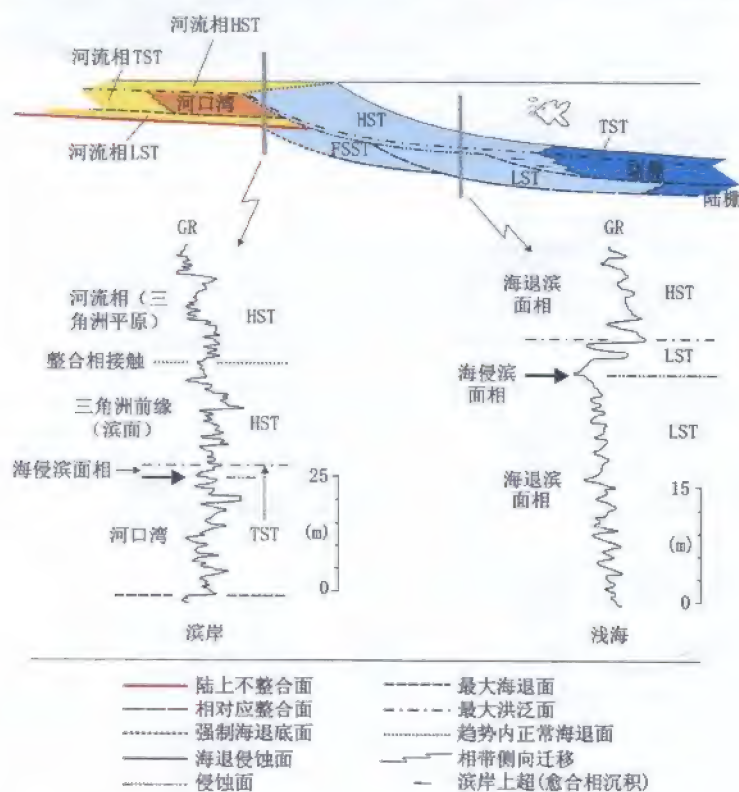 河流相HST
河流相TST
河口湾
河流相LST
HST
FSST
LST
TST
陆棚
陆棚
GR
河流相（三
角洲平原）
HST
整合相接触
三角洲前缘
（滨面）
HST
海侵滨面相
河口湾
TST
25
(m)
0
滨岸
GR
海退滨
面相
HST
LST
海侵滨
面相
LST
海退滨
面相
15
(m)
0
浅海
陆上不整合面
最大海退面
相对应整合面
最大洪泛面
强制海退底面
趋势内正常海退面
海退侵蚀面
相带侧向迁移
侵蚀面
滨岸上超(愈合相沉积)